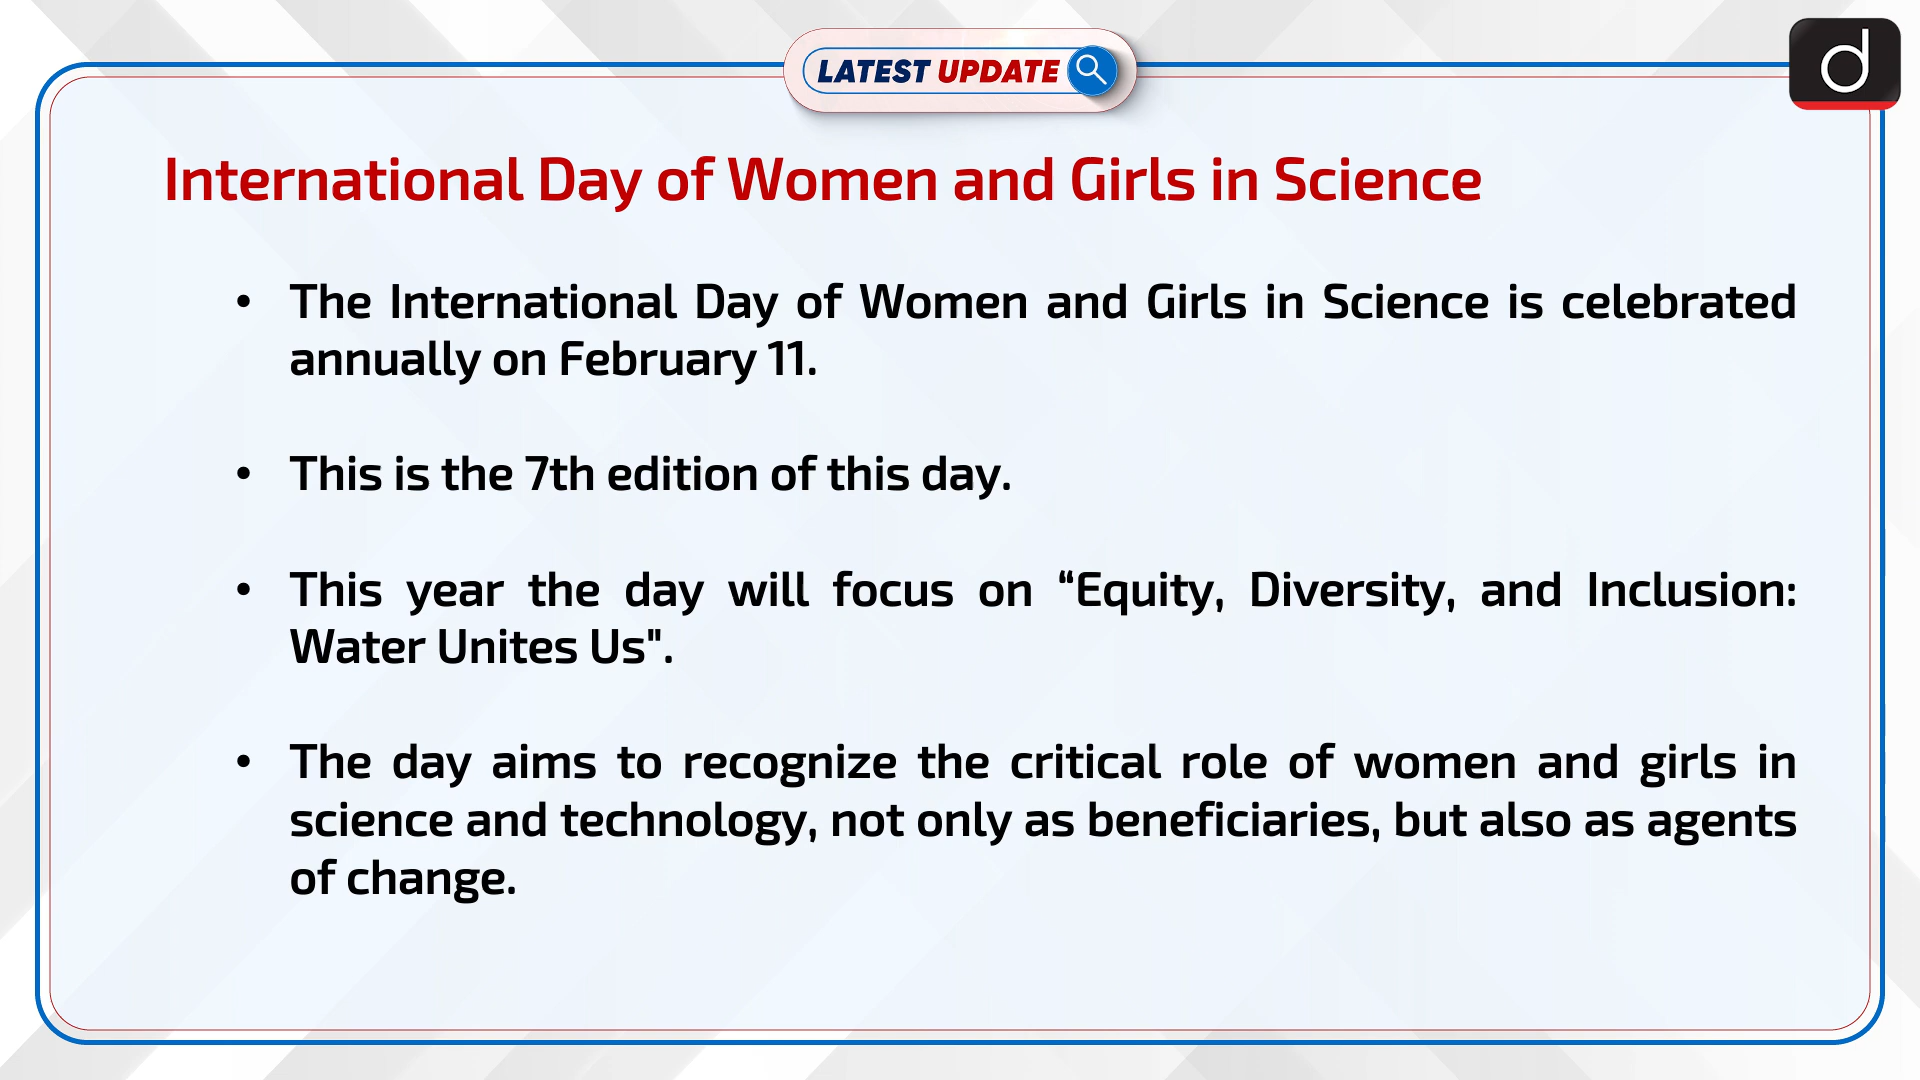 LATEST UPDATE
d
International Day of Women and Girls in Science
• The International Day of Women and Girls in Science is celebrated
annually on February 11.
• This is the 7th edition of this day.
• This year the day will focus on “Equity, Diversity, and Inclusion:
Water Unites Us".
• The day aims to recognize the critical role of women and girls in
science and technology, not only as beneficiaries, but also as agents
of change.